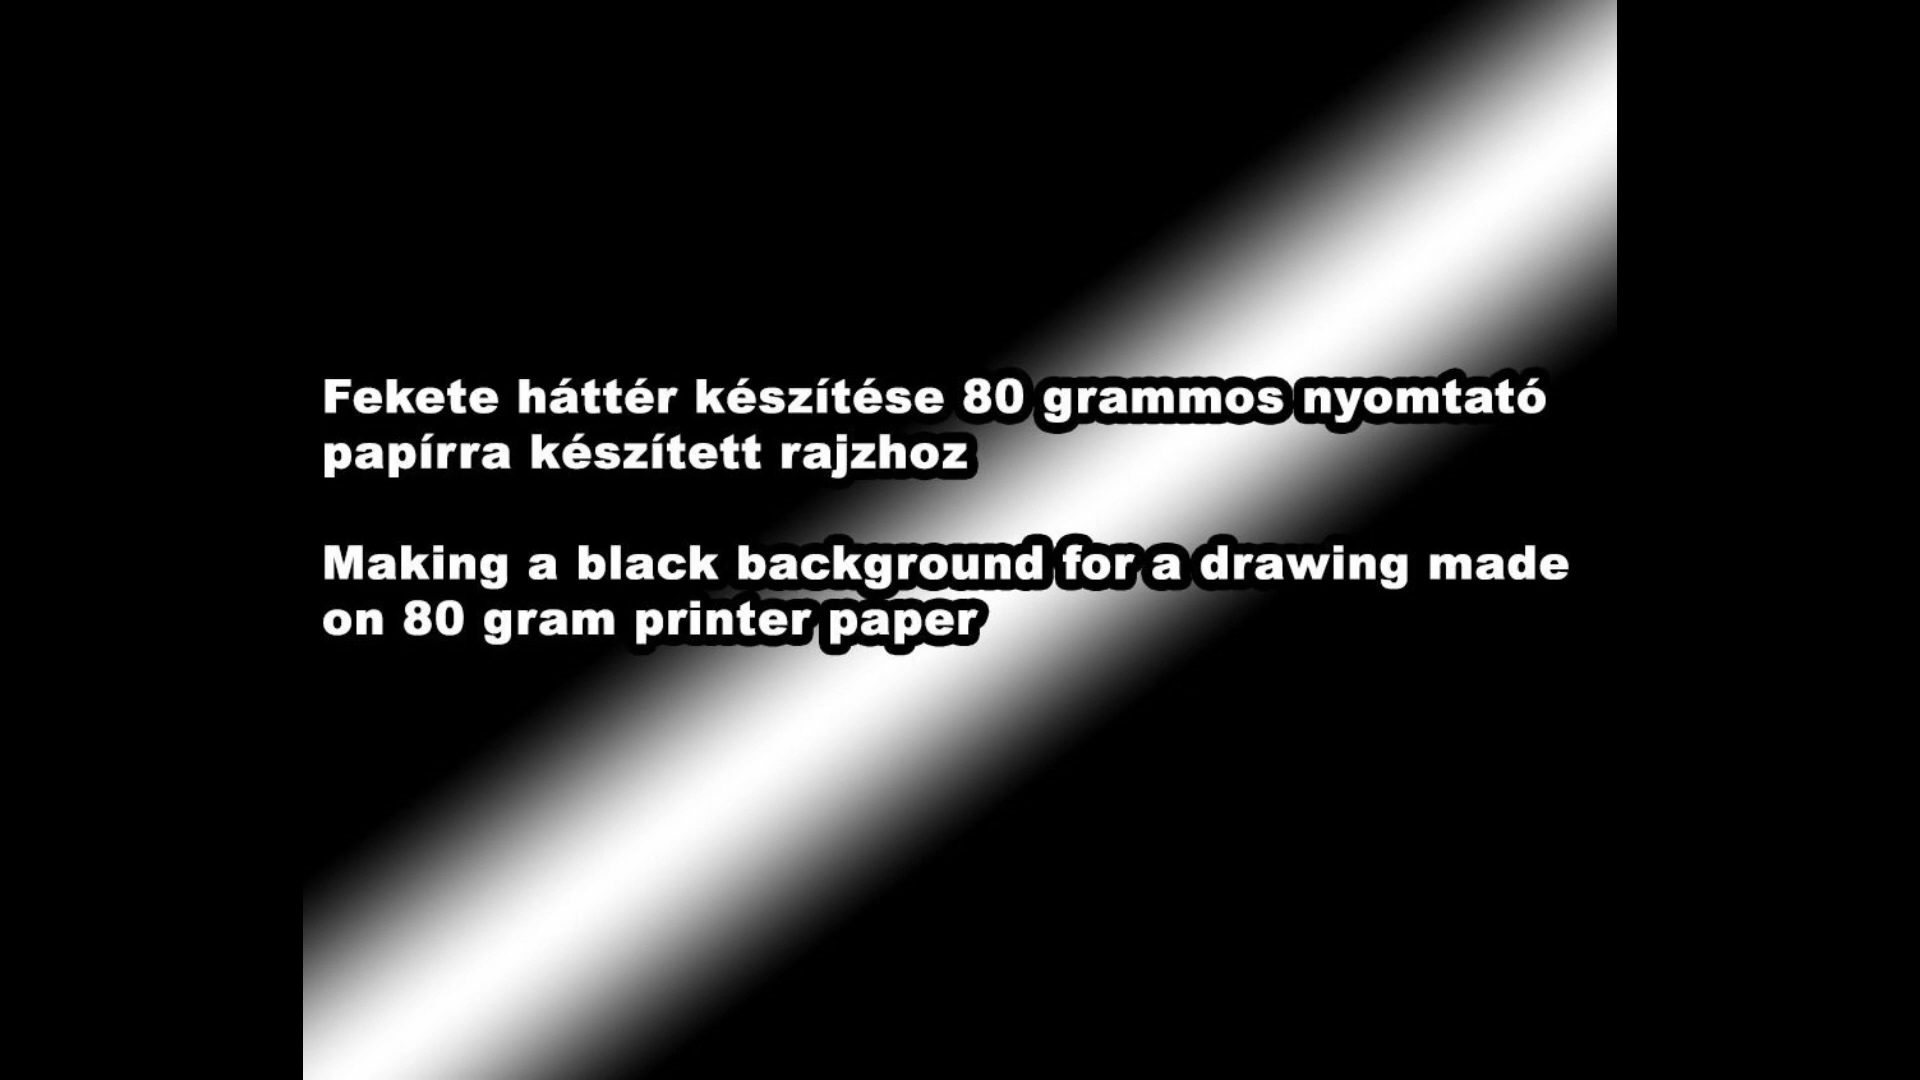 Fekete háttér készítése 80 grammos nyomtató
papírra készített rajzhoz
Making a black background for a drawing made
on 80 gram printer paper